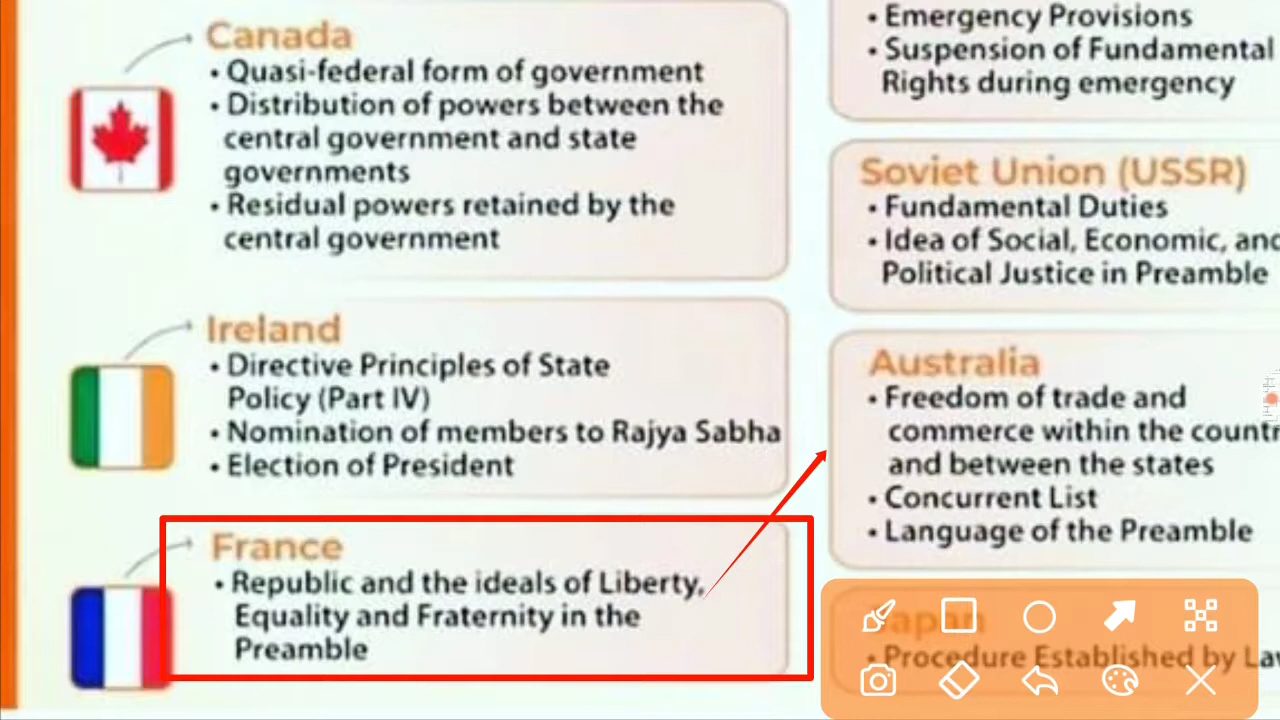 Canada
• Quasi-federal form of government
• Distribution of powers between the
central government and state
governments
• Residual powers retained by the
central government
Ireland
• Directive Principles of State
Policy (Part IV)
• Nomination of members to Rajya Sabha
• Election of President
France
• Republic and the ideals of Liberty,
Equality and Fraternity in the
Preamble
• Emergency Provisions
• Suspension of Fundamental
Rights during emergency
Soviet Union (USSR)
• Fundamental Duties
• Idea of Social, Economic, and
Political Justice in Preamble
Australia
• Freedom of trade and
commerce within the countr
and between the states
• Concurrent List
• Language of the Preamble
Japan
• Procedure Established by Law